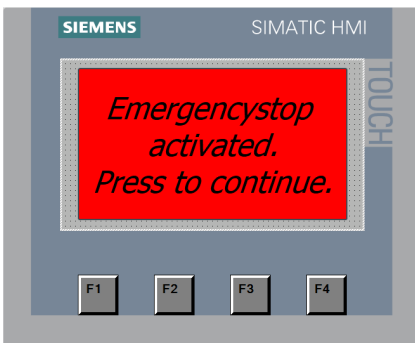 SIEMENS SIMATIC HMI
TOUCH
Emergencystop
activated.
Press to continue.
F1 F2 F3 F4